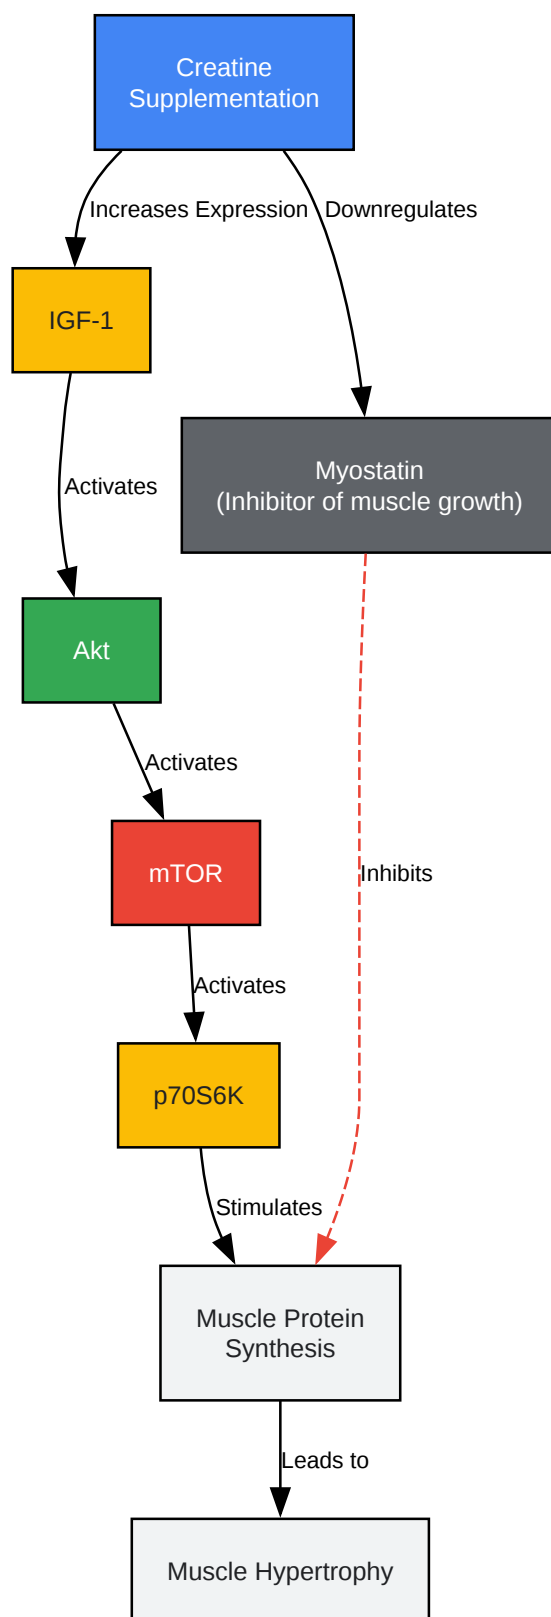 Creatine
Supplementation
Increases Expression
Downregulates
IGF-1
Myostatin
(Inhibitor of muscle growth)
Activates
Akt
Activates
mTOR
Inhibits
Activates
p70S6K
Stimulates
Muscle Protein
Synthesis
Leads to
Muscle Hypertrophy